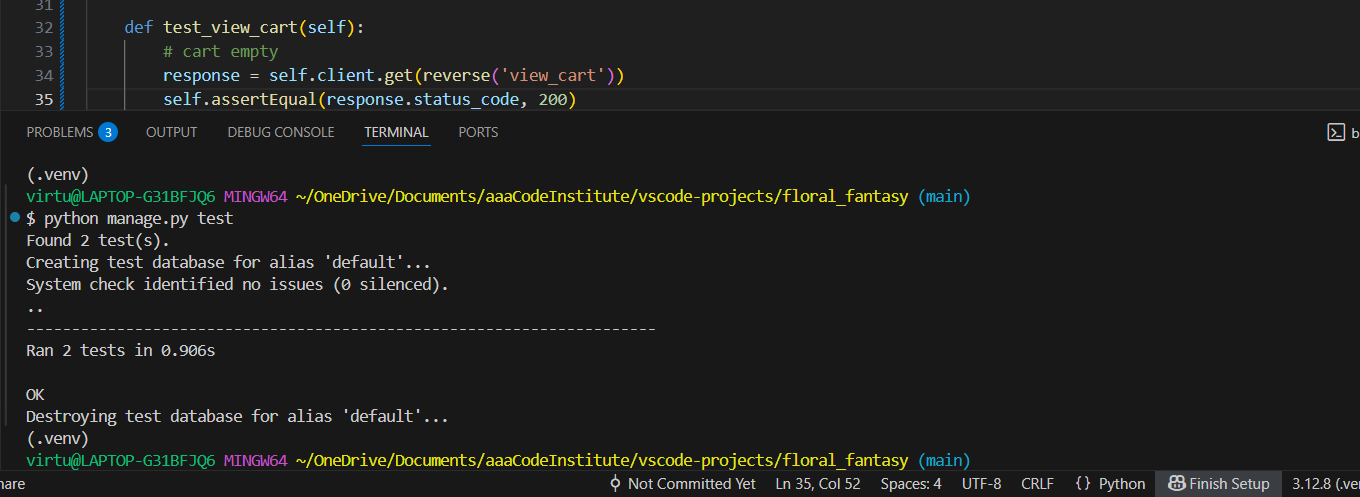 31
32 def test_view_cart(self):
33 # cart empty
34 response = self.client.get(reverse('view_cart'))
35 self.assertEqual(response.status_code, 200)
PROBLEMS 3 OUTPUT DEBUG CONSOLE TERMINAL PORTS b
(.venv)
virtu@LAPTOP-G31BFJQ6 MINGW64 ~/OneDrive/Documents/aaaCodeInstitute/vscode-projects/floral_fantasy (main)
$ python manage.py test
Found 2 test(s).
Creating test database for alias 'default'...
System check identified no issues (0 silenced).
..
----------------------------------------------------------------------
Ran 2 tests in 0.906s
OK
Destroying test database for alias 'default'...
(.venv)
virtu@LAPTOP-G31BFJQ6 MINGW64 ~/OneDrive/Documents/aaaCodeInstitute/vscode-projects/floral_fantasy (main)
hare Not Committed Yet Ln 35, Col 52 Spaces: 4 UTF-8 CRLF {} Python Finish Setup 3.12.8 (.ve